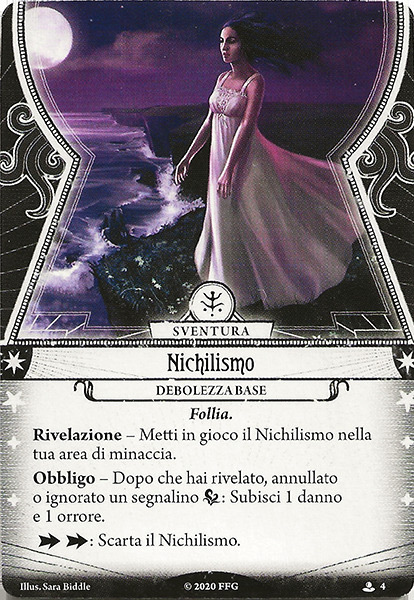 SVENTURA
Nichilismo
DEBOLEZZA BASE
Follia.
Rivelazione – Metti in gioco il Nichilismo nella
tua area di minaccia.
Obbligo – Dopo che hai rivelato, annullato
o ignorato un segnalino : Subisci 1 danno
e 1 orrore.
: Scarta il Nichilismo.
Illus. Sara Biddle © 2020 FFG 4